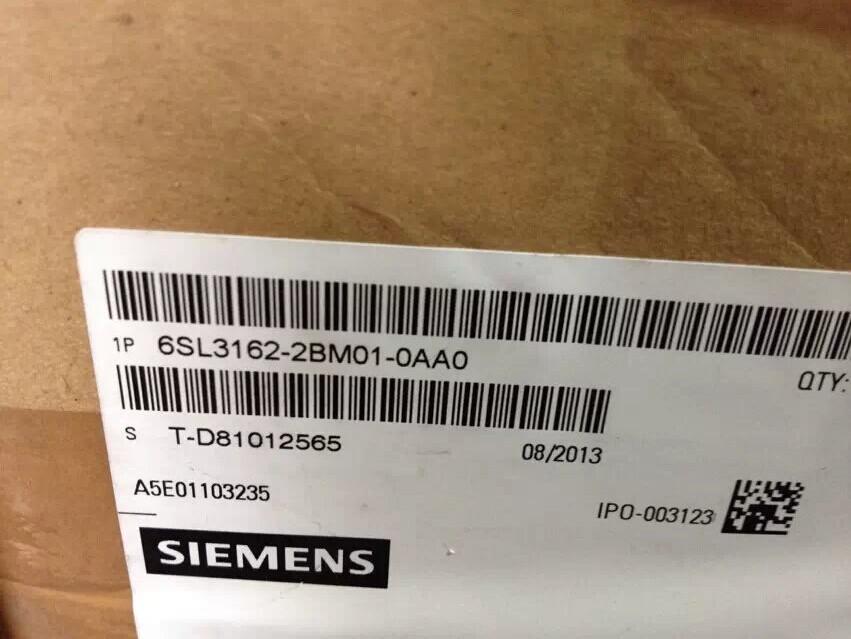 1P 6SL3162-2BM01-0AA0
QTY:
S T-D81012565 08/2013
A5E01103235
IPO-003123
SIEMENS